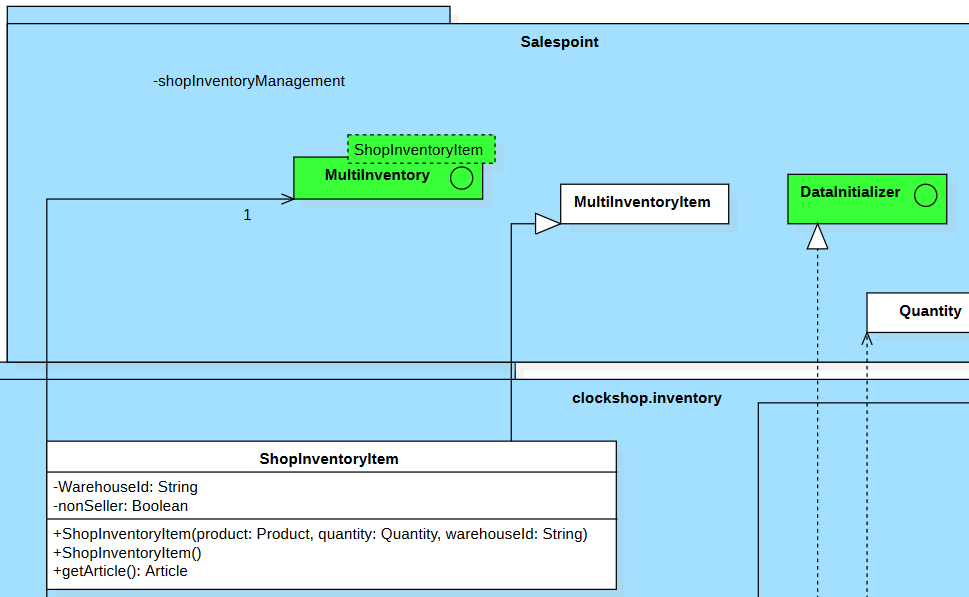 Salespoint
-shopInventoryManagement
ShopInventoryItem
MultiInventory
1
MultiInventoryItem
DataInitializer
Quantity
clockshop.inventory
ShopInventoryItem
-WarehouseId: String
-nonSeller: Boolean
+ShopInventoryItem(product: Product, quantity: Quantity, warehouseId: String)
+ShopInventoryItem()
+getArticle(): Article